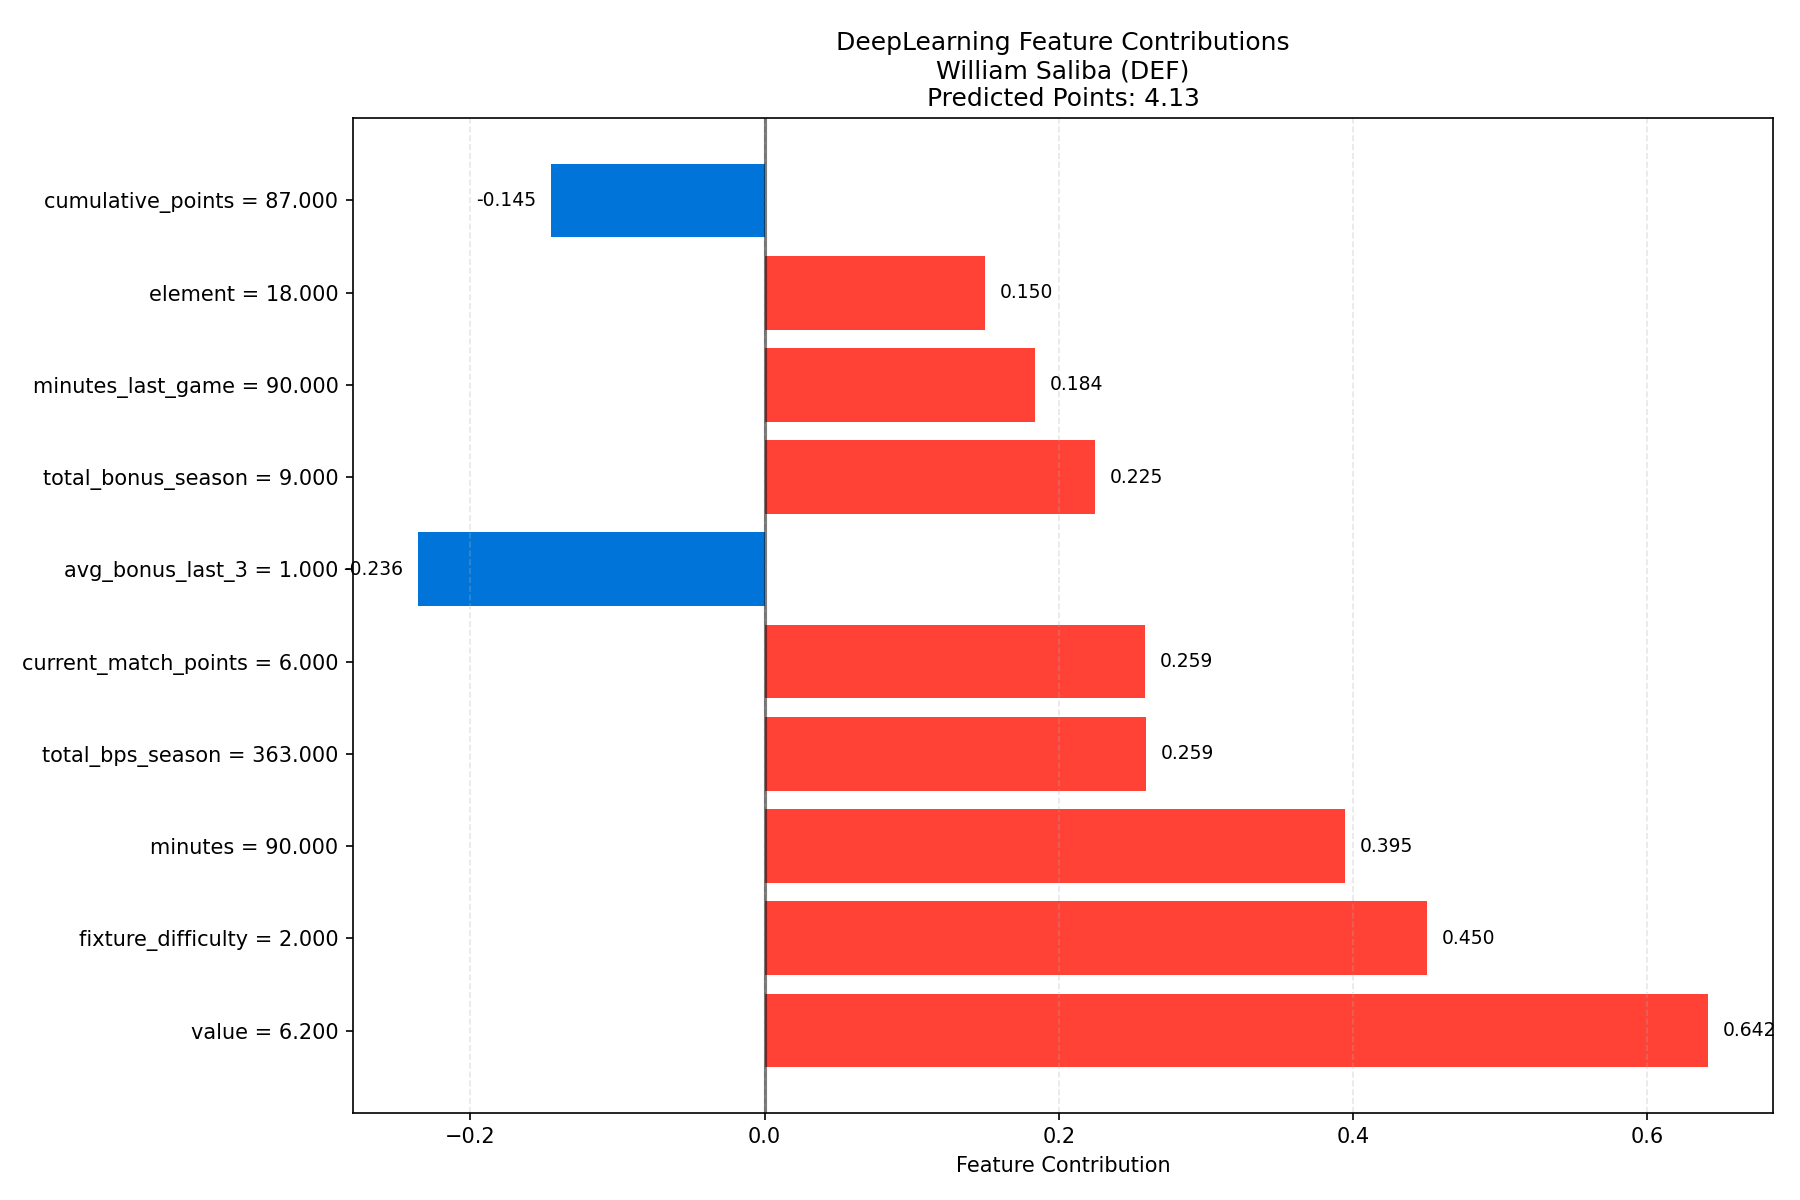 DeepLearning Feature Contributions
William Saliba (DEF)
Predicted Points: 4.13
cumulative_points = 87.000
-0.145
element = 18.000
0.150
minutes_last_game = 90.000
0.184
total_bonus_season = 9.000
0.225
avg_bonus_last_3 = 1.000
-0.236
current_match_points = 6.000
0.259
total_bps_season = 363.000
0.259
minutes = 90.000
0.395
fixture_difficulty = 2.000
0.450
value = 6.200
0.642
−0.2 0.0 0.2 0.4 0.6
Feature Contribution